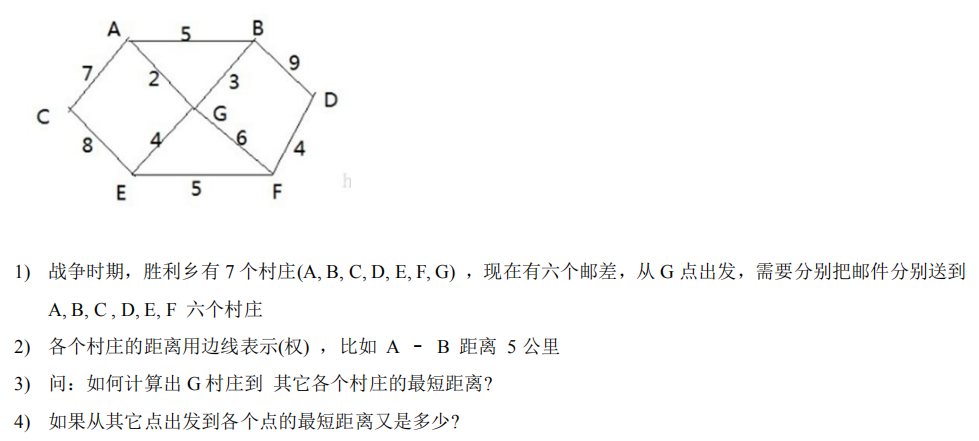 A 5 B
7 2 3 9
C G D
8 4 6 4
E 5 F
h
1) 战争时期，胜利乡有 7 个村庄(A, B, C, D, E, F, G) ，现在有六个邮差，从 G 点出发，需要分别把邮件分别送到
A, B, C , D, E, F 六个村庄
2) 各个村庄的距离用边线表示(权) ，比如 A － B 距离 5 公里
3) 问：如何计算出 G 村庄到 其它各个村庄的最短距离?
4) 如果从其它点出发到各个点的最短距离又是多少?